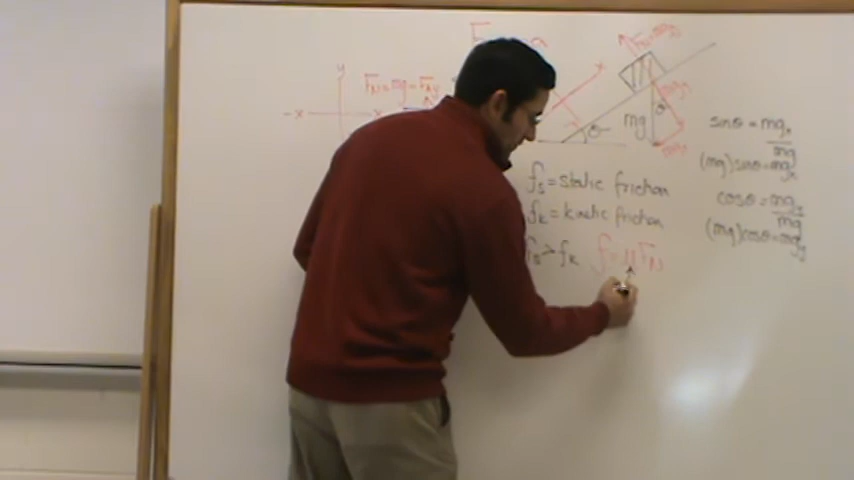 y
-x
x
F_N = mg - F_Ay
x
θ
mg
θ
sinθ = mg_x
mg
(mg)sinθ = mg_x
f_s = static friction
cosθ = mg_y
mg
f_k = kinetic friction
(mg)cosθ = mg_y
f_s > f_k
f = μF_N